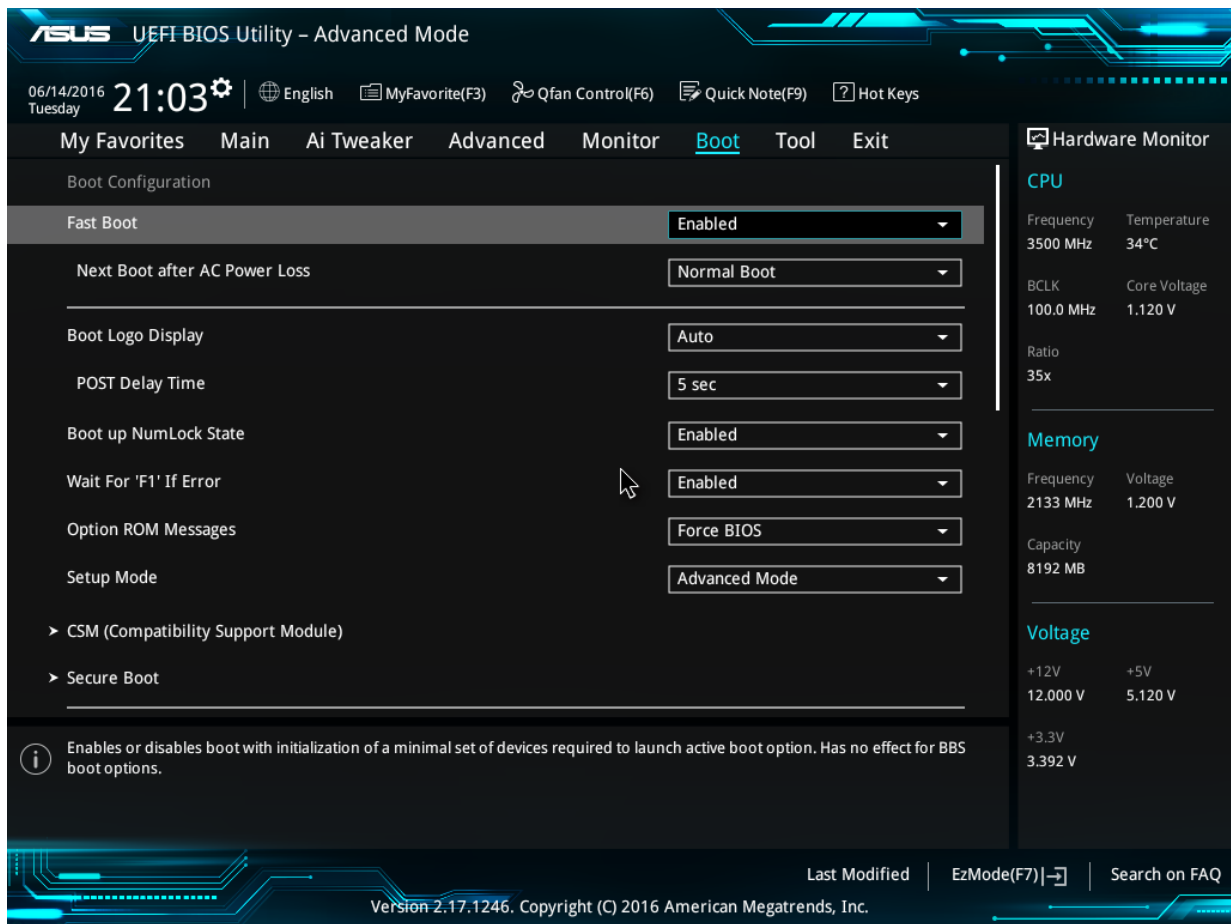 ASUS UEFI BIOS Utility – Advanced Mode
06/14/2016
Tuesday
21:03
English
MyFavorite(F3)
Qfan Control(F6)
Quick Note(F9)
? Hot Keys
My Favorites Main Ai Tweaker Advanced Monitor Boot Tool Exit
Boot Configuration
Fast Boot Enabled
Next Boot after AC Power Loss Normal Boot
Boot Logo Display Auto
POST Delay Time 5 sec
Boot up NumLock State Enabled
Wait For 'F1' If Error Enabled
Option ROM Messages Force BIOS
Setup Mode Advanced Mode
CSM (Compatibility Support Module)
Secure Boot
Enables or disables boot with initialization of a minimal set of devices required to launch active boot option. Has no effect for BBS
boot options.
Hardware Monitor
CPU
Frequency Temperature
3500 MHz 34°C
BCLK Core Voltage
100.0 MHz 1.120 V
Ratio
35x
Memory
Frequency Voltage
2133 MHz 1.200 V
Capacity
8192 MB
Voltage
+12V +5V
12.000 V 5.120 V
+3.3V
3.392 V
Last Modified
EzMode(F7)
Search on FAQ
Version 2.17.1246. Copyright (C) 2016 American Megatrends, Inc.